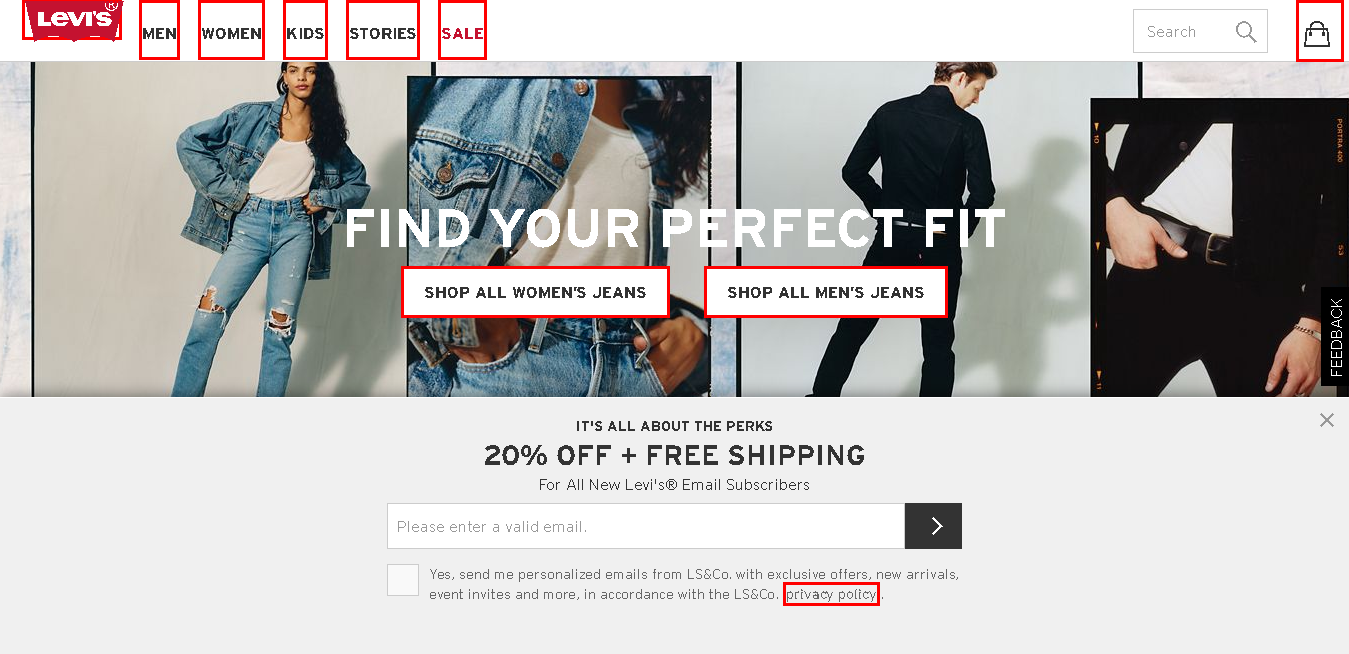 Levi's®
MEN WOMEN KIDS STORIES SALE
Search
PORTRA 400
10
FIND YOUR PERFECT FIT
53
SHOP ALL WOMEN'S JEANS SHOP ALL MEN'S JEANS
FEEDBACK
11
IT'S ALL ABOUT THE PERKS
20% OFF + FREE SHIPPING
For All New Levi's® Email Subscribers
Please enter a valid email.
Yes, send me personalized emails from LS&Co. with exclusive offers, new arrivals,
event invites and more, in accordance with the LS&Co. privacy policy.